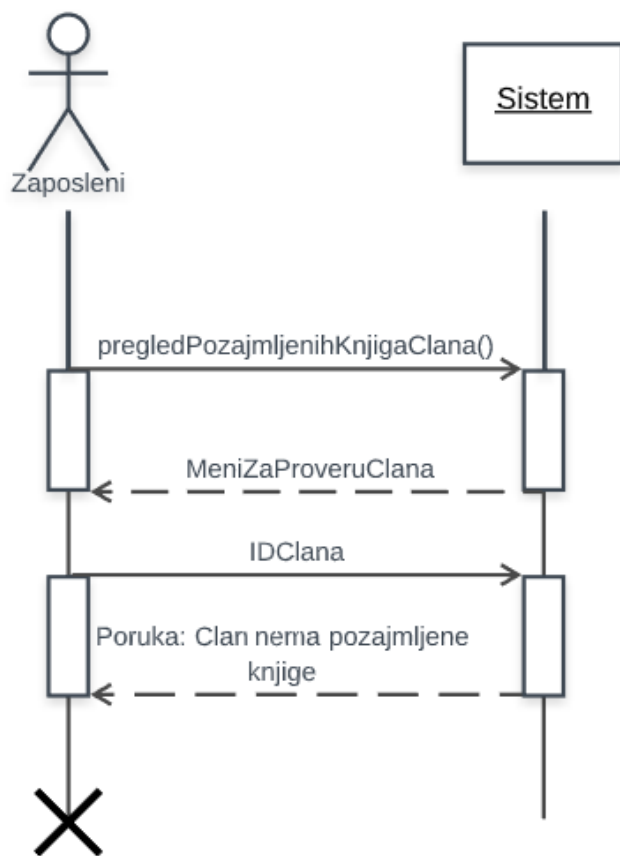 Sistem
Zaposleni
pregledPozajmljenihKnjigaClana()
MeniZaProveruClana
IDClana
Poruka: Clan nema pozajmljene
knjige